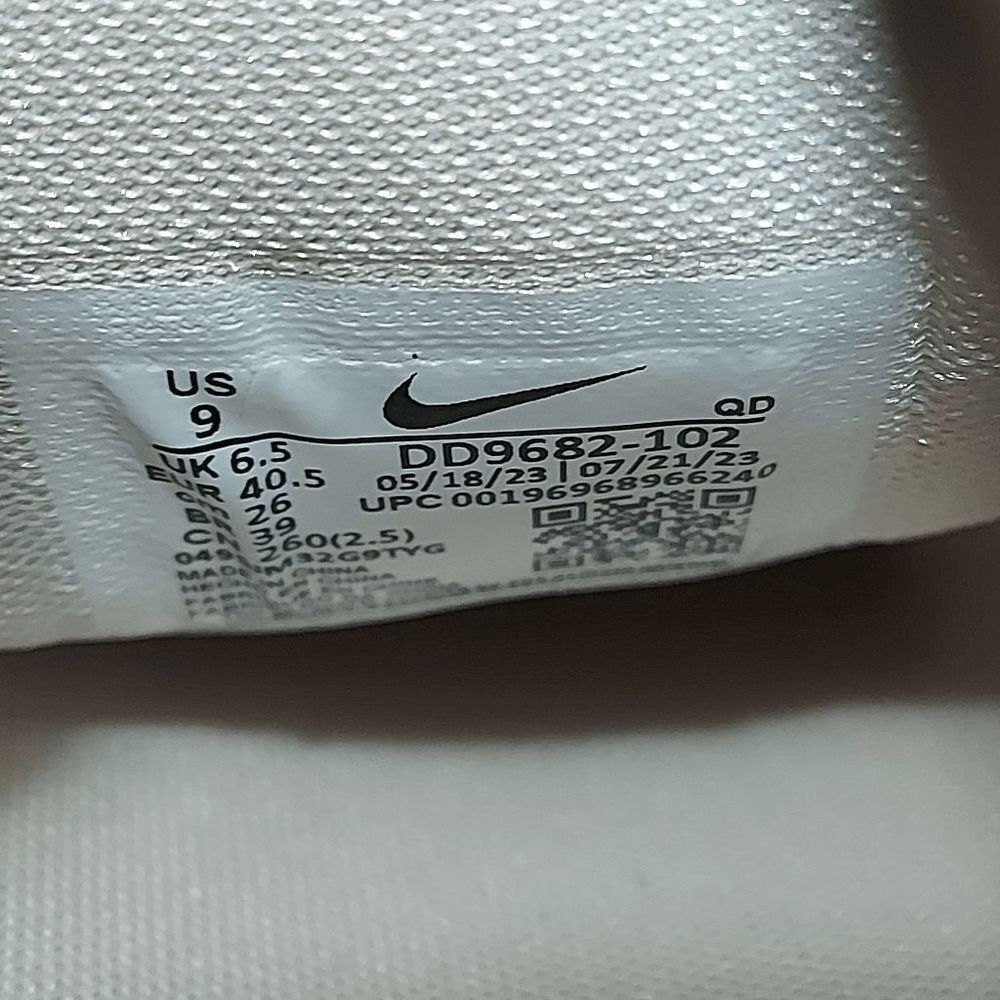 US
9
QD
UK 6.5
EUR 40.5
cm 26
BR 39
CN 260(2.5)
DD9682-102
05/18/23 | 07/21/23
UPC 00196968966240
MADE IN CHINA